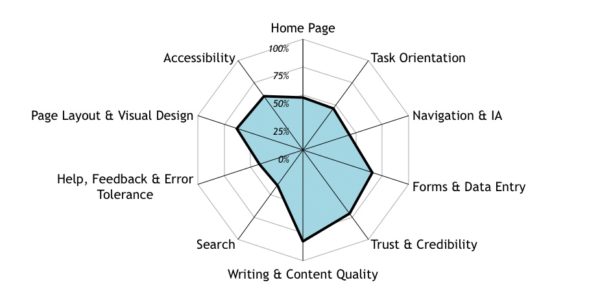 Home Page
100%
Accessibility
Task Orientation
75%
Page Layout & Visual Design
50%
Navigation & IA
25%
0%
Help, Feedback & Error
Tolerance
Forms & Data Entry
Search
Trust & Credibility
Writing & Content Quality